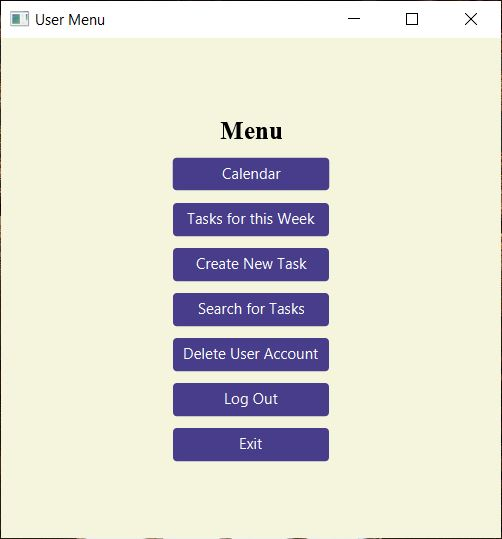 User Menu
Menu
Calendar
Tasks for this Week
Create New Task
Search for Tasks
Delete User Account
Log Out
Exit